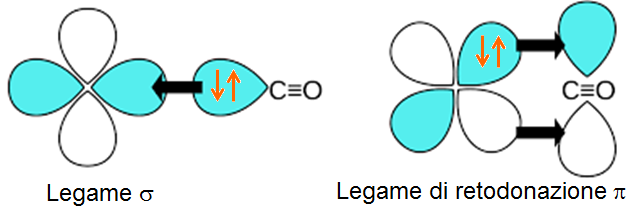 C≡O
C≡O
Legame σ
Legame di retodonazione π